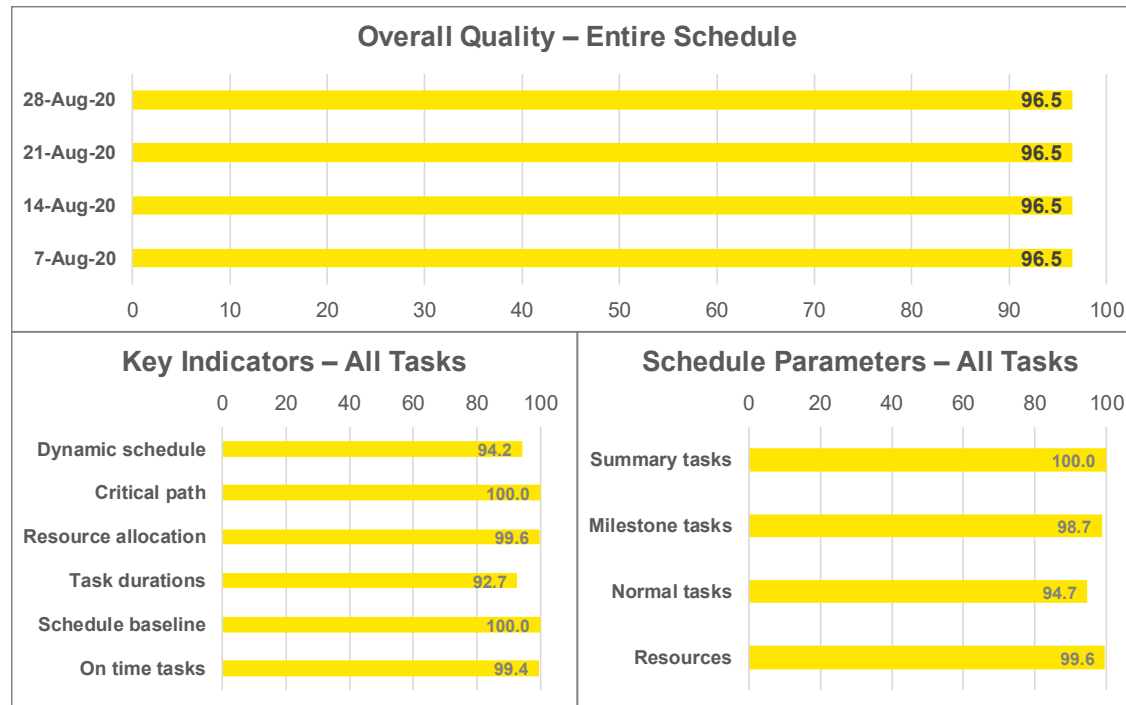 Overall Quality – Entire Schedule
28-Aug-20 96.5
21-Aug-20 96.5
14-Aug-20 96.5
7-Aug-20 96.5
0 10 20 30 40 50 60 70 80 90 100
Key Indicators – All Tasks
0 20 40 60 80 100
Dynamic schedule 94.2
Critical path 100.0
Resource allocation 99.6
Task durations 92.7
Schedule baseline 100.0
On time tasks 99.4
Schedule Parameters – All Tasks
0 20 40 60 80 100
Summary tasks 100.0
Milestone tasks 98.7
Normal tasks 94.7
Resources 99.6